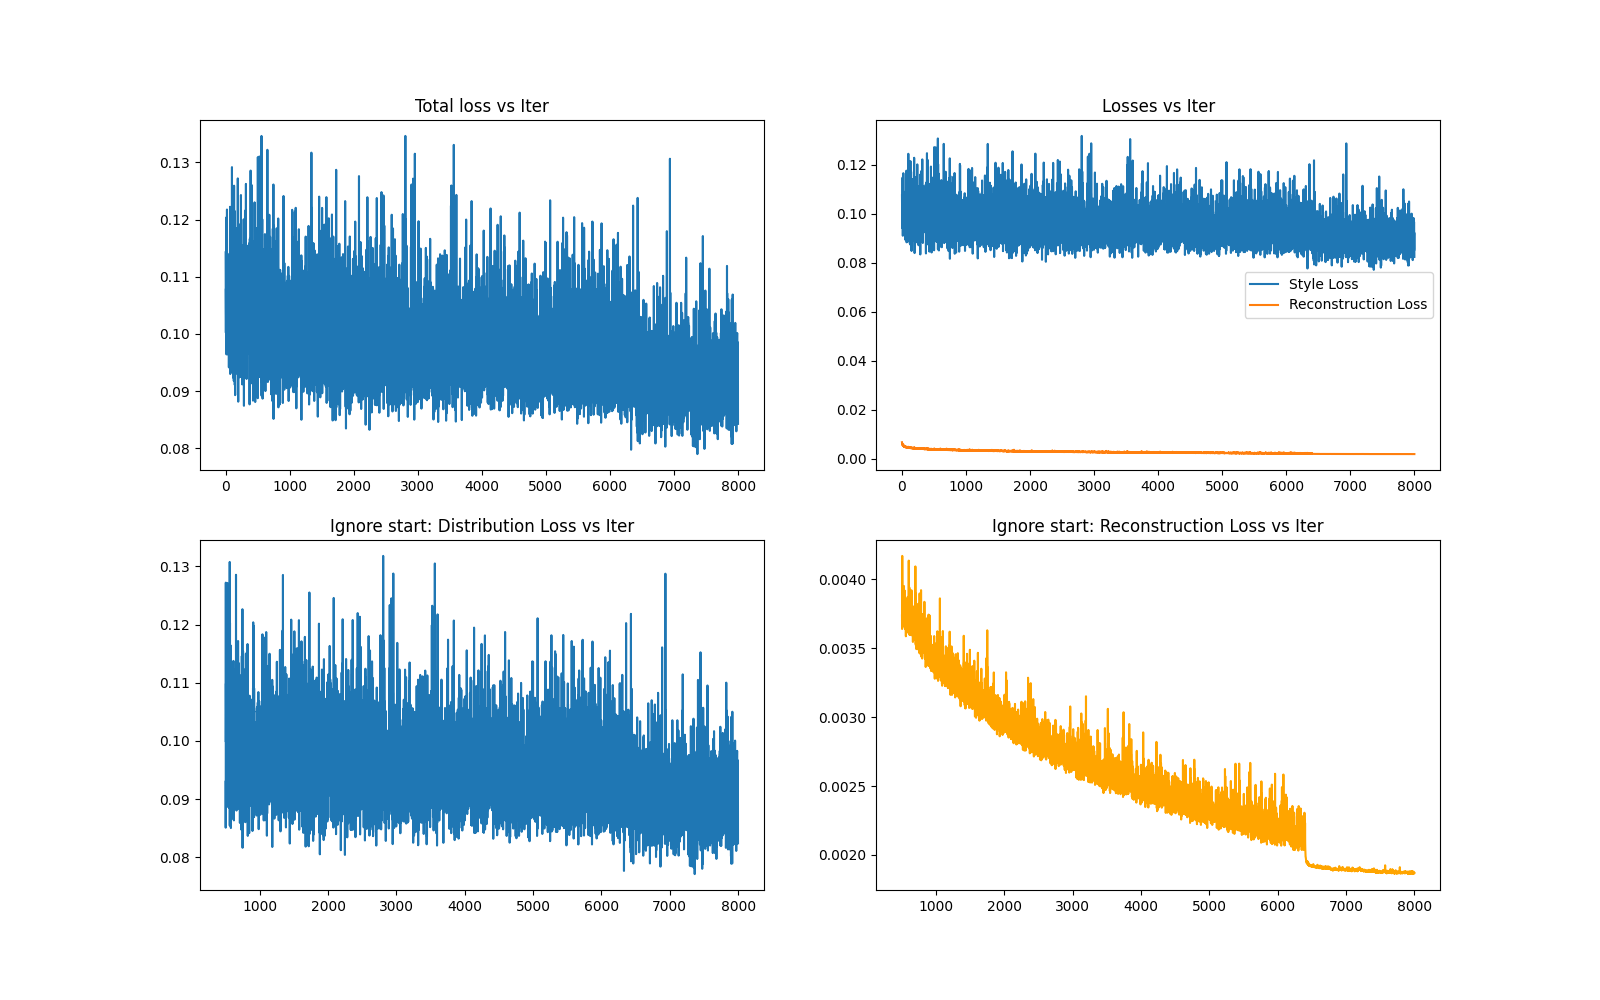 Total loss vs Iter
0.13
0.12
0.11
0.10
0.09
0.08
0 1000 2000 3000 4000 5000 6000 7000 8000
Losses vs Iter
0.12
0.10
0.08
0.06
0.04
0.02
0.00
Style Loss
Reconstruction Loss
0 1000 2000 3000 4000 5000 6000 7000 8000
Ignore start: Distribution Loss vs Iter
0.13
0.12
0.11
0.10
0.09
0.08
1000 2000 3000 4000 5000 6000 7000 8000
Ignore start: Reconstruction Loss vs Iter
0.0040
0.0035
0.0030
0.0025
0.0020
1000 2000 3000 4000 5000 6000 7000 8000